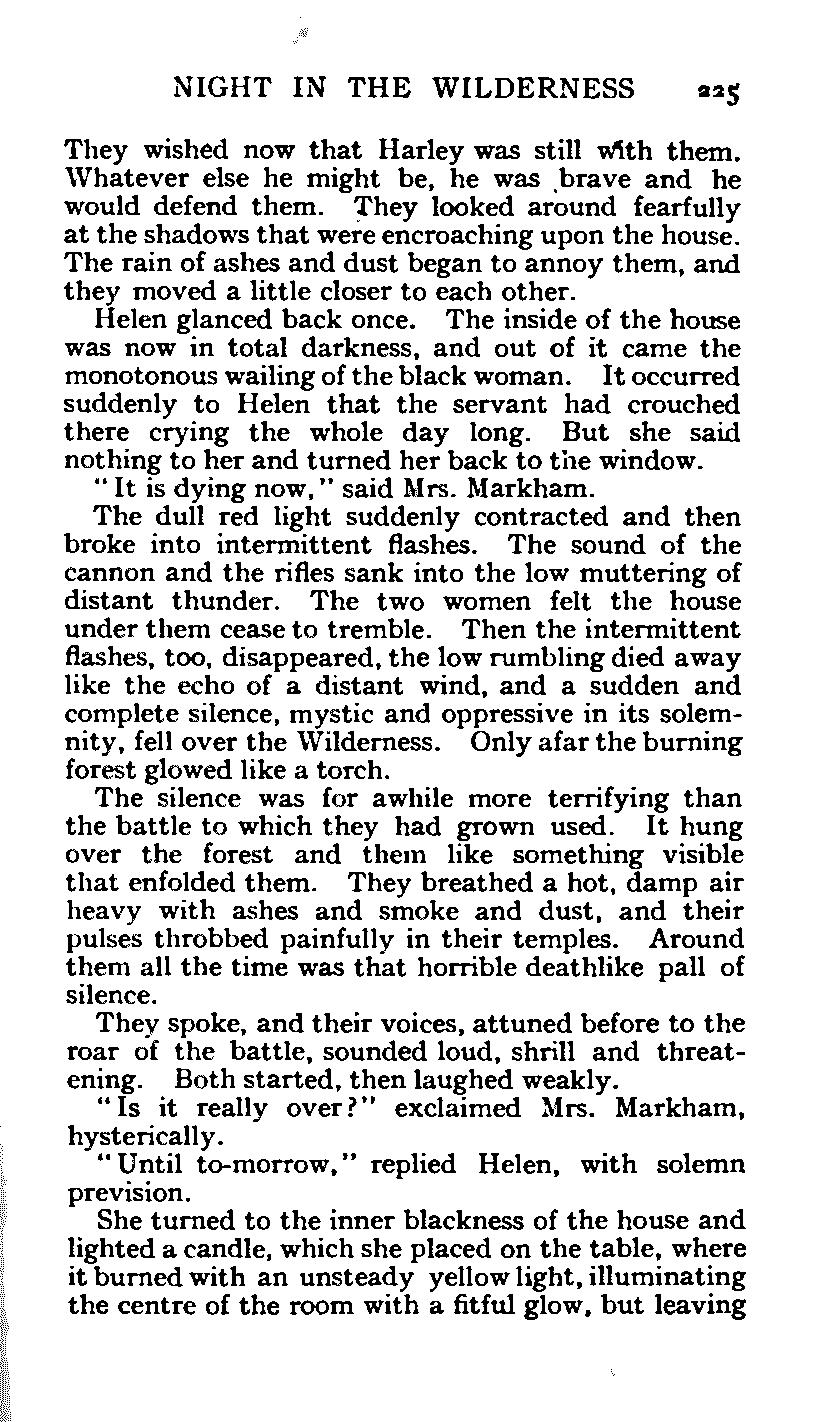 NIGHT IN THE WILDERNESS 225
They wished now that Harley was still with them.
Whatever else he might be, he was brave and he
would defend them. They looked around fearfully
at the shadows that were encroaching upon the house.
The rain of ashes and dust began to annoy them, and
they moved a little closer to each other.
Helen glanced back once. The inside of the house
was now in total darkness, and out of it came the
monotonous wailing of the black woman. It occurred
suddenly to Helen that the servant had crouched
there crying the whole day long. But she said
nothing to her and turned her back to the window.
"It is dying now," said Mrs. Markham.
The dull red light suddenly contracted and then
broke into intermittent flashes. The sound of the
cannon and the rifles sank into the low muttering of
distant thunder. The two women felt the house
under them cease to tremble. Then the intermittent
flashes, too, disappeared, the low rumbling died away
like the echo of a distant wind, and a sudden and
complete silence, mystic and oppressive in its solem-
nity, fell over the Wilderness. Only afar the burning
forest glowed like a torch.
The silence was for awhile more terrifying than
the battle to which they had grown used. It hung
over the forest and them like something visible
that enfolded them. They breathed a hot, damp air
heavy with ashes and smoke and dust, and their
pulses throbbed painfully in their temples. Around
them all the time was that horrible deathlike pall of
silence.
They spoke, and their voices, attuned before to the
roar of the battle, sounded loud, shrill and threat-
ening. Both started, then laughed weakly.
"Is it really over?" exclaimed Mrs. Markham,
hysterically.
"Until to-morrow," replied Helen, with solemn
prevision.
She turned to the inner blackness of the house and
lighted a candle, which she placed on the table, where
it burned with an unsteady yellow light, illuminating
the centre of the room with a fitful glow, but leaving